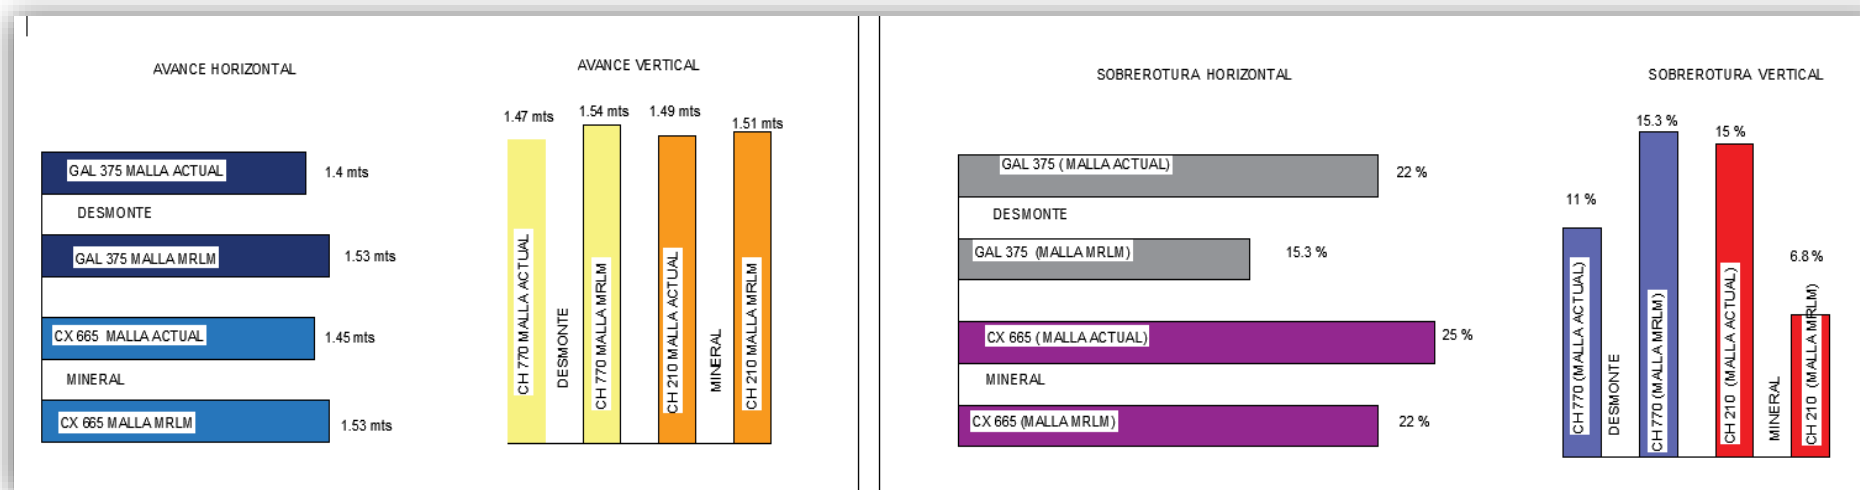 AVANCE HORIZONTAL
GAL 375 MALLA ACTUAL
1.4 mts
DESMONTE
GAL 375 MALLA MRLM
1.53 mts
CX 665 MALLA ACTUAL
1.45 mts
MINERAL
CX 665 MALLA MRLM
1.53 mts
AVANCE VERTICAL
1.47 mts
1.54 mts
1.49 mts
1.51 mts
CH 770 MALLA ACTUAL
DESMONTE
CH 770 MALLA MRLM
CH 210 MALLA ACTUAL
MINERAL
CH 210 MALLA MRLM
SOBREROTURA HORIZONTAL
GAL 375 ( MALLA ACTUAL)
22 %
DESMONTE
GAL 375 (MALLA MRLM)
15.3 %
CX 665 ( MALLA ACTUAL)
25 %
MINERAL
CX 665 (MALLA MRLM)
22 %
SOBREROTURA VERTICAL
11 %
15.3 %
15 %
6.8 %
CH 770 (MALLA ACTUAL)
DESMONTE
CH 770 (MALLA MRLM)
CH 210 (MALLA ACTUAL)
MINERAL
CH 210 (MALLA MRLM)